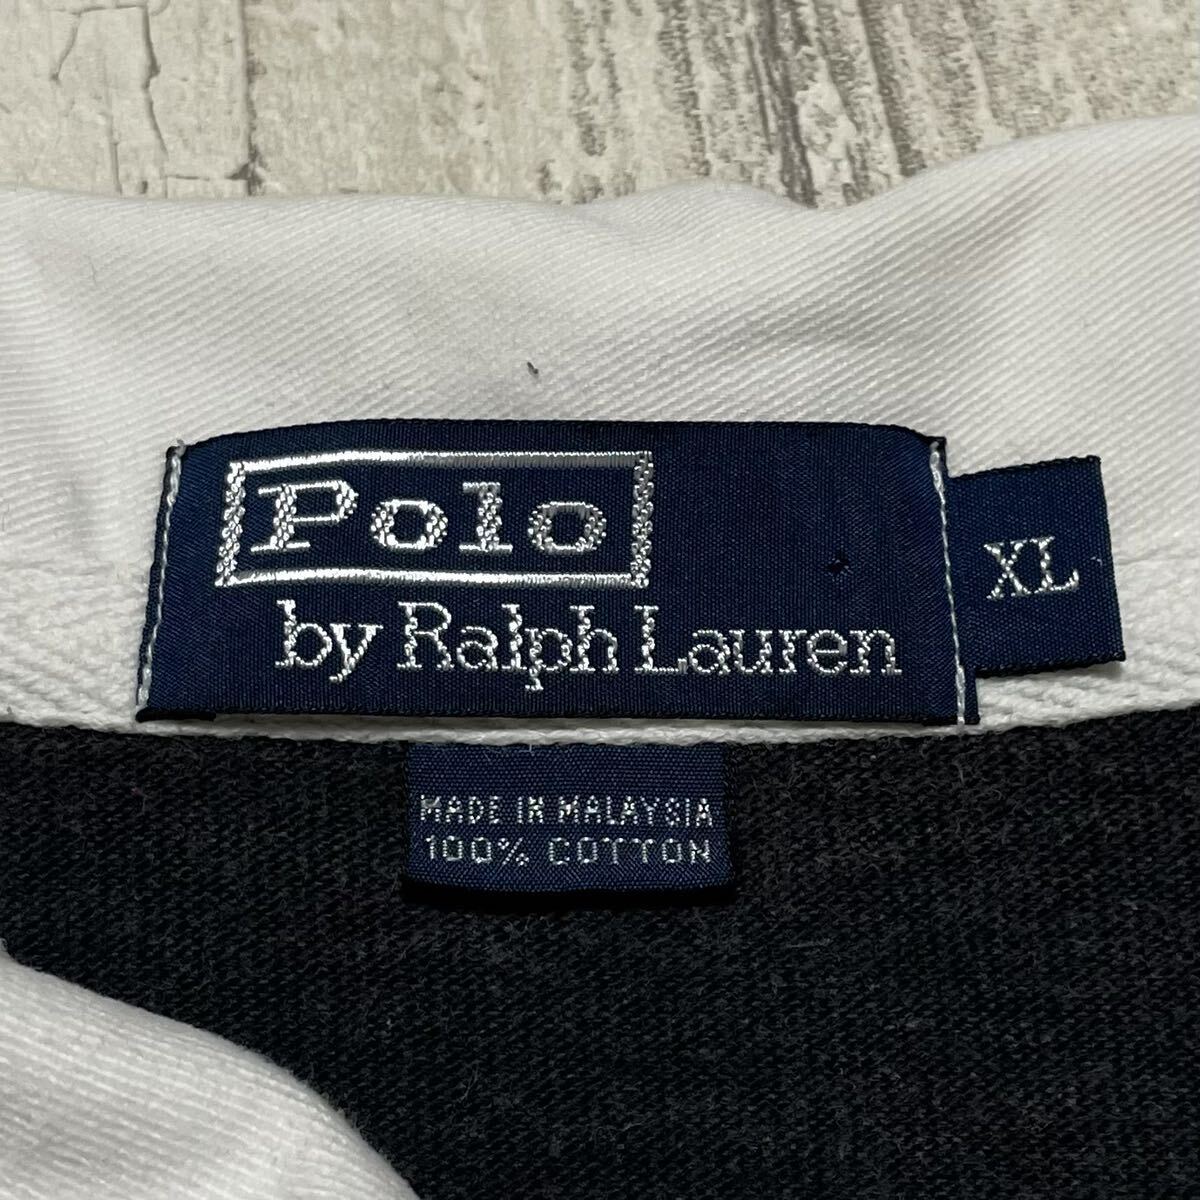 Polo
by Ralph Lauren
XL
MADE IN MALAYSIA
100% COTTON